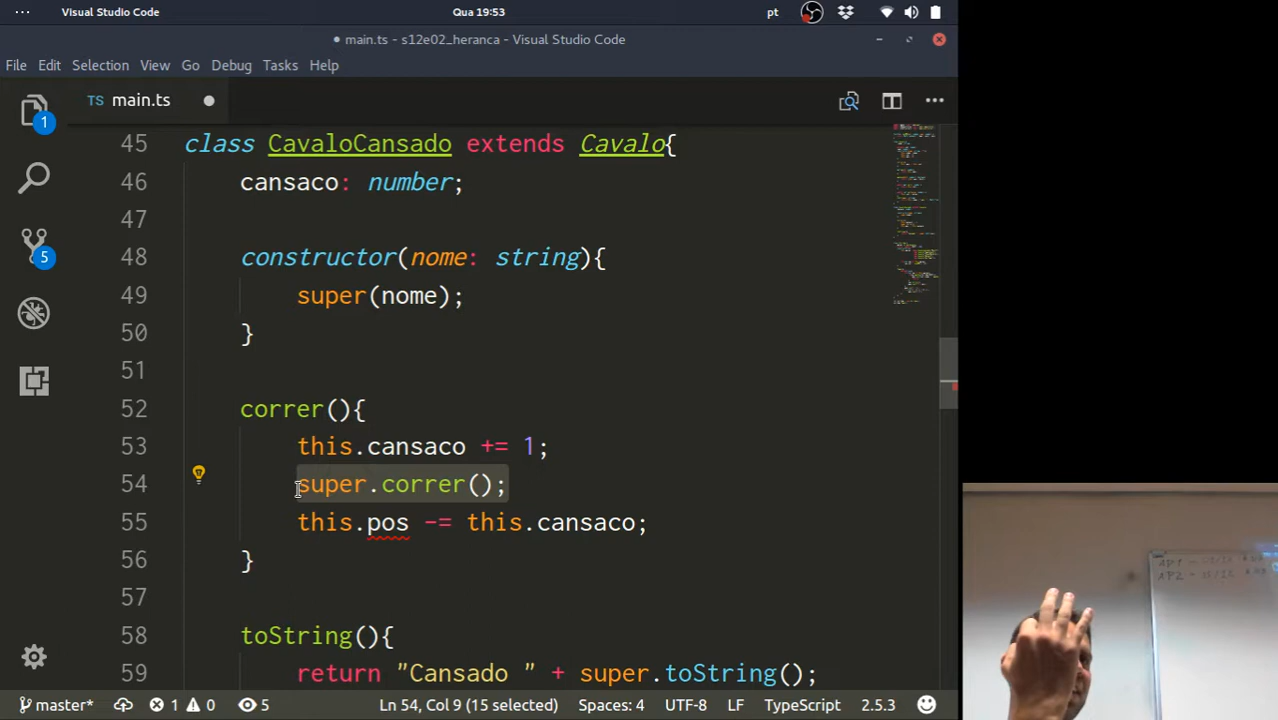 Visual Studio Code
Qua 19:53
pt
● main.ts - s12e02_heranca - Visual Studio Code
File Edit Selection View Go Debug Tasks Help
TS main.ts ●
1
5
45 class CavaloCansado extends Cavalo{
46 cansaco: number;
47
48 constructor(nome: string){
49 super(nome);
50 }
51
52 correr(){
53 this.cansaco += 1;
54 super.correr();
55 this.pos -= this.cansaco;
56 }
57
58 toString(){
59 return "Cansado " + super.toString();
master* 1 0 5 Ln 54, Col 9 (15 selected) Spaces: 4 UTF-8 LF TypeScript 2.5.3